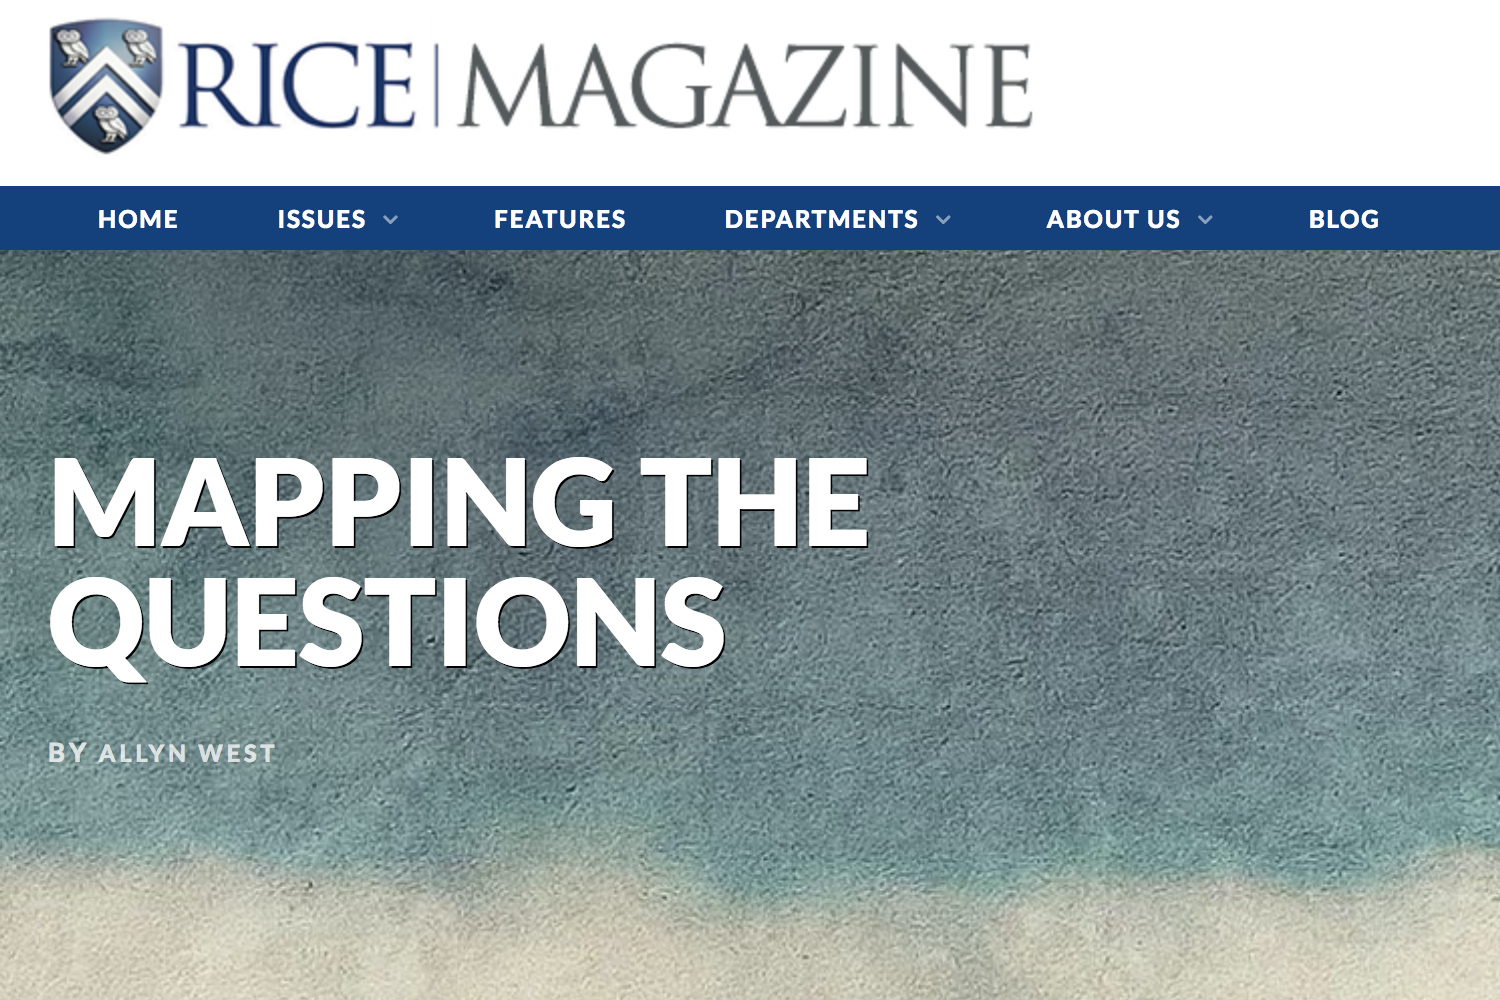 RICE | MAGAZINE
HOME ISSUES FEATURES DEPARTMENTS ABOUT US BLOG
MAPPING THE
QUESTIONS
BY ALLYN WEST